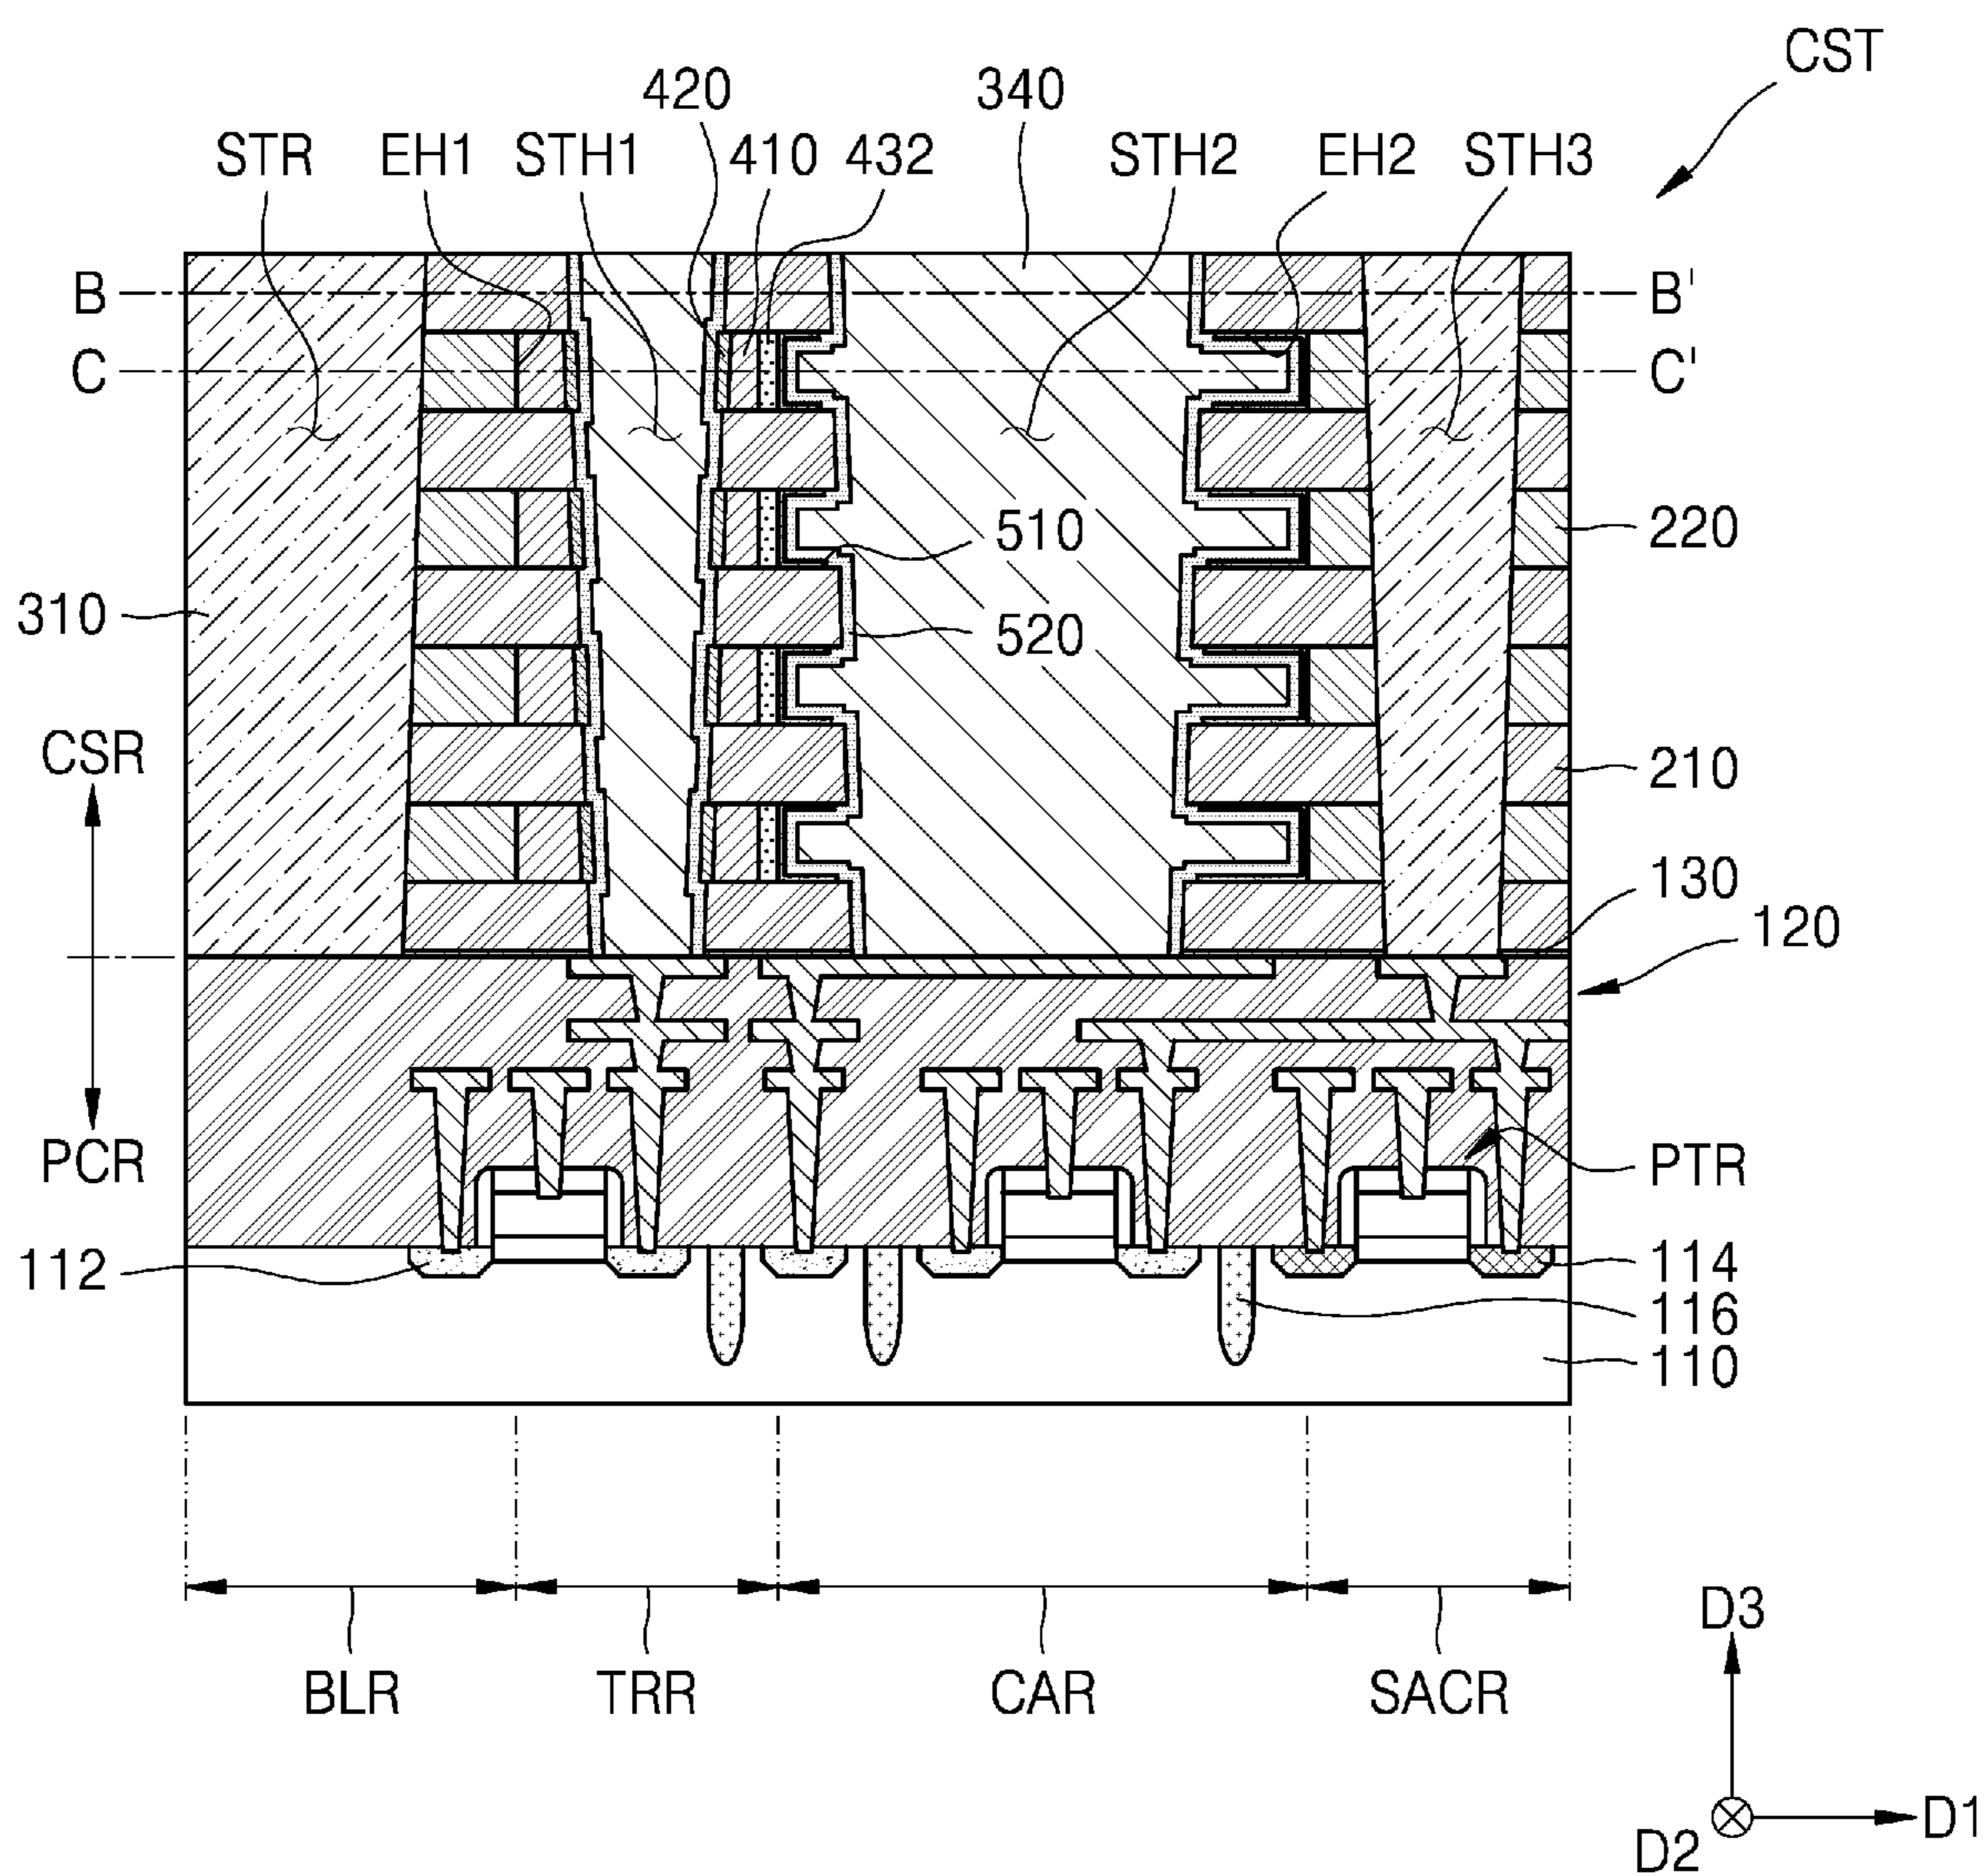 CST
420
340
STR EH1 STH1 410 432 STH2 EH2 STH3
B B'
C C'
510
220
310
520
CSR
210
130
120
PCR
PTR
112
114
116
110
BLR TRR CAR SACR
D3
D1
D2